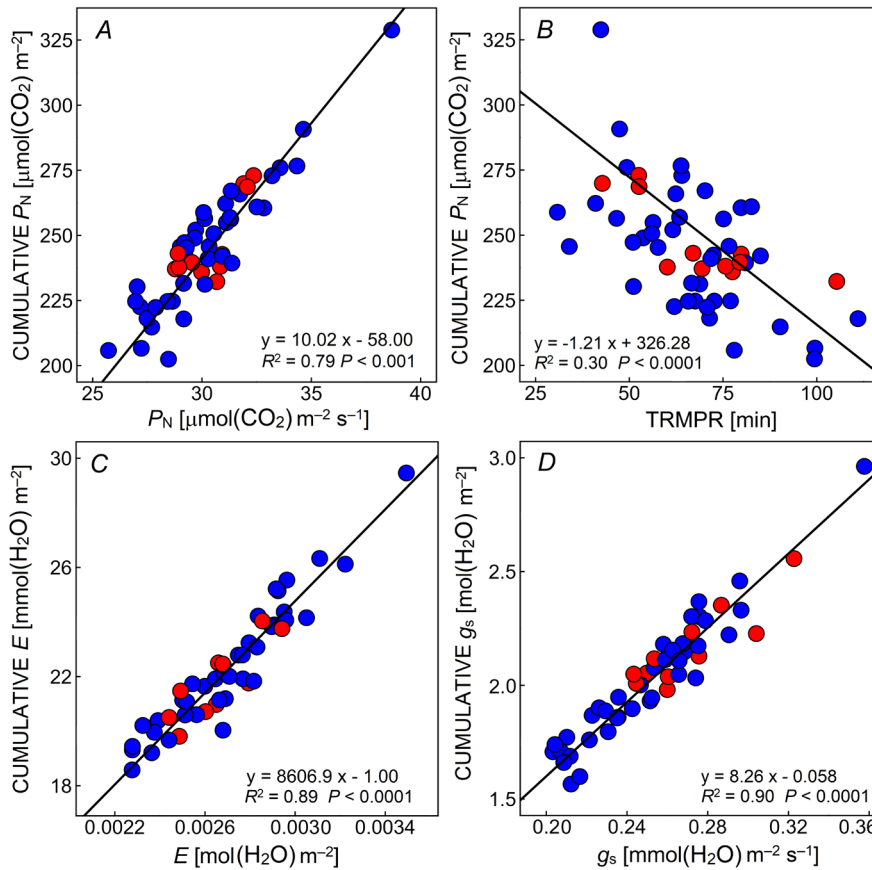 A
CUMULATIVE PN [μmol(CO2) m–2]
325
300
275
250
225
200
y = 10.02 x - 58.00
R2 = 0.79 P < 0.001
25 30 35 40
PN [μmol(CO2) m–2 s–1]
B
CUMULATIVE PN [μmol(CO2) m–2]
325
300
275
250
225
200
y = -1.21 x + 326.28
R2 = 0.30 P < 0.0001
25 50 75 100
TRMPR [min]
C
CUMULATIVE E [mmol(H2O) m–2]
30
26
22
18
y = 8606.9 x - 1.00
R2 = 0.89 P < 0.0001
0.0022 0.0026 0.0030 0.0034
E [mol(H2O) m–2]
D
CUMULATIVE gs [mol(H2O) m–2]
3.0
2.5
2.0
1.5
y = 8.26 x - 0.058
R2 = 0.90 P < 0.0001
0.20 0.24 0.28 0.32 0.36
gs [mmol(H2O) m–2 s–1]